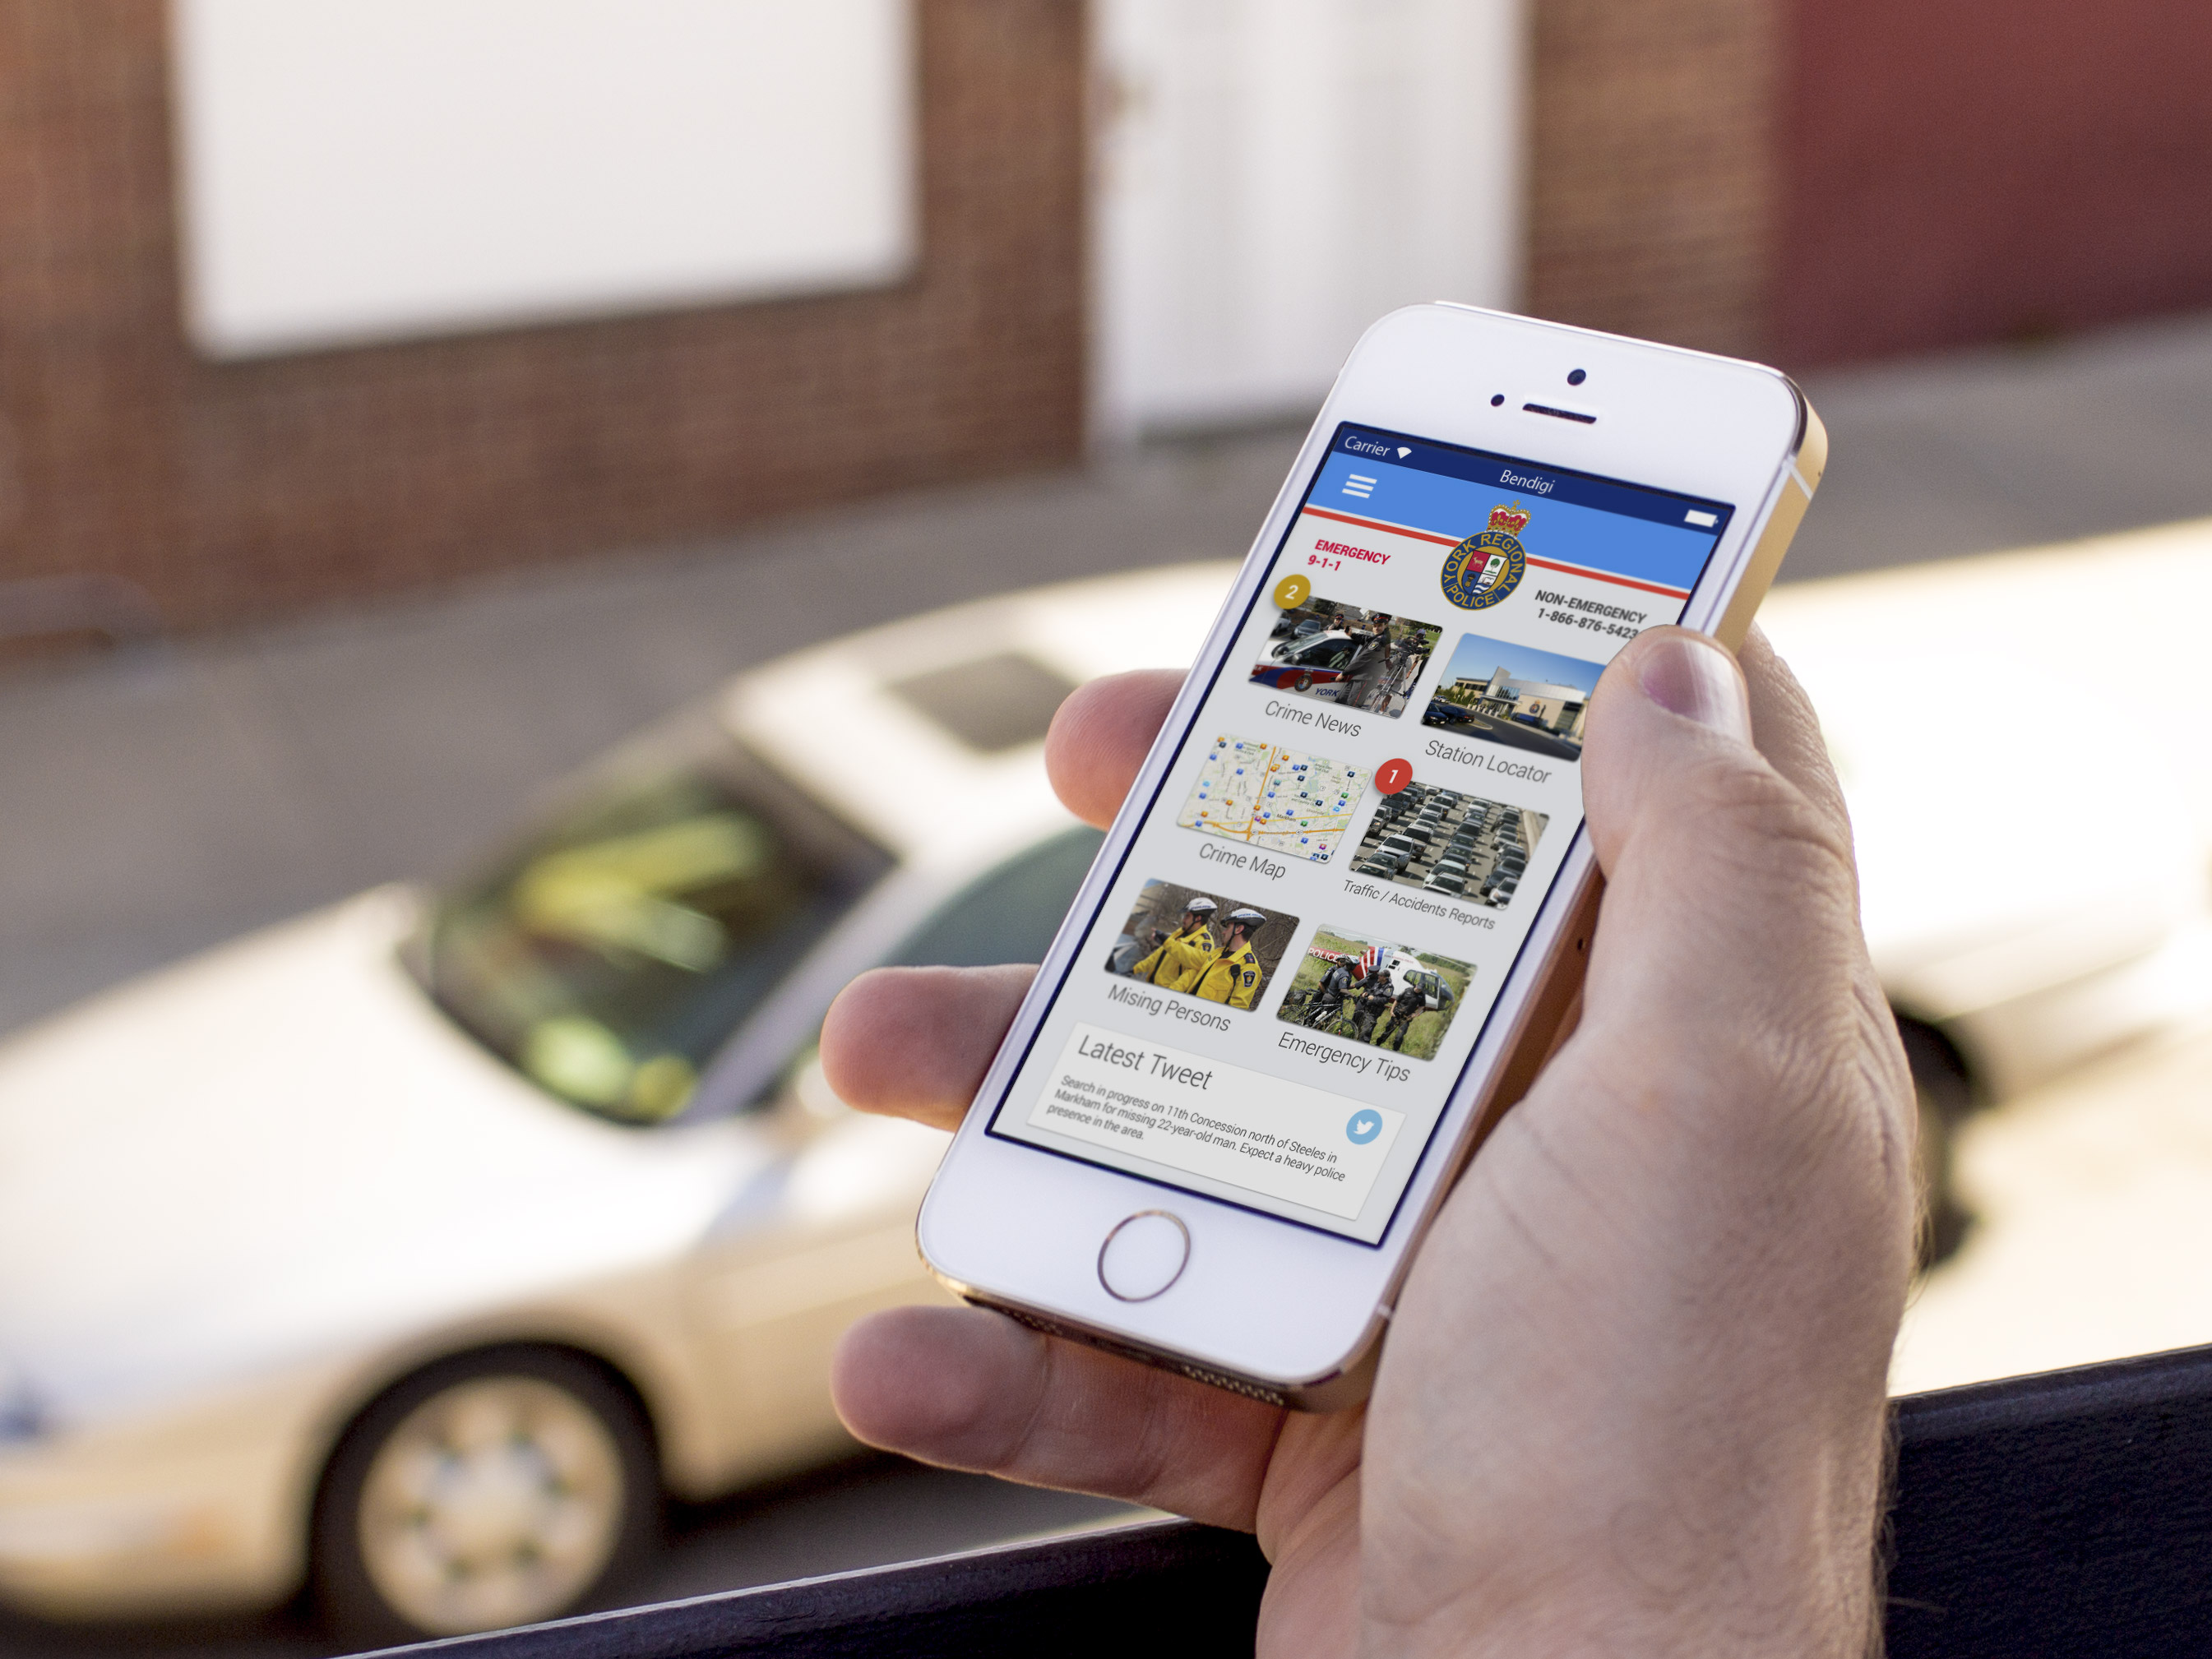 Carrier
Bendigi
YORK REGIONAL
POLICE
EMERGENCY
9-1-1
NON-EMERGENCY
1-866-876-5423
2
YORK
Crime News
Station Locator
1
Crime Map
Traffic / Accidents Reports
POLICE
Mising Persons
Emergency Tips
Latest Tweet
Search in progress on 11th Concession north of Steeles in
Markham for missing 22-year-old man. Expect a heavy police
presence in the area.